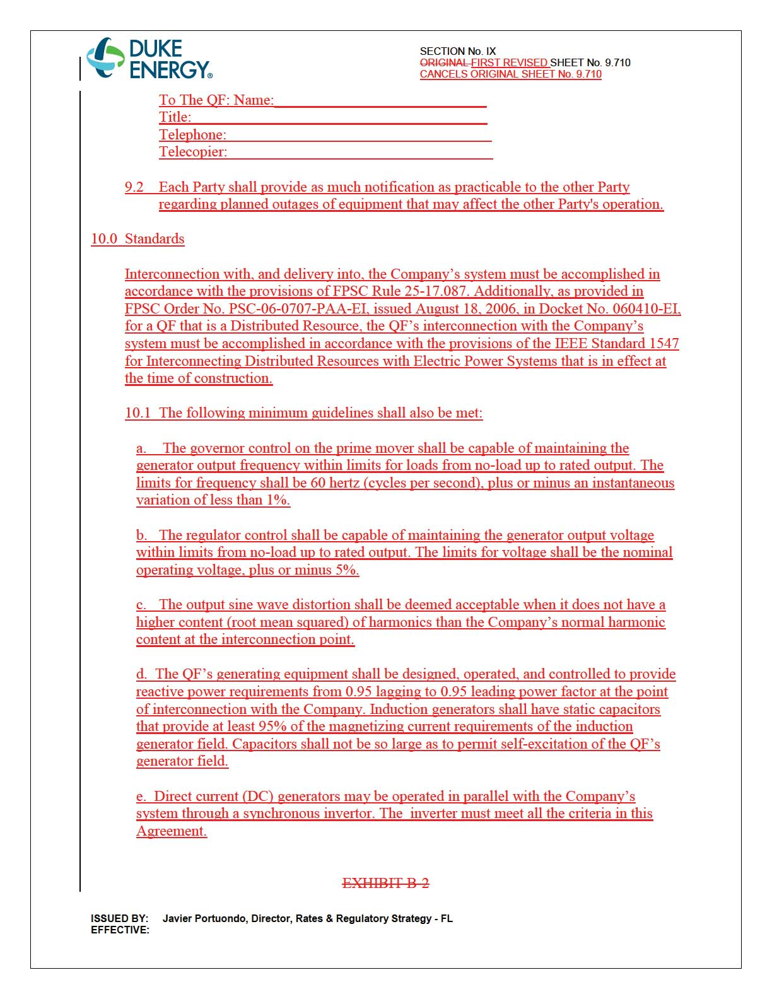 DUKE
ENERGY®
SECTION No. IX
ORIGINAL FIRST REVISED SHEET No. 9.710
CANCELS ORIGINAL SHEET No. 9.710
To The QF: Name:____________________________
Title:_______________________________________
Telephone:___________________________________
Telecopier:___________________________________
9.2 Each Party shall provide as much notification as practicable to the other Party
regarding planned outages of equipment that may affect the other Party's operation.
10.0 Standards
Interconnection with, and delivery into, the Company’s system must be accomplished in
accordance with the provisions of FPSC Rule 25-17.087. Additionally, as provided in
FPSC Order No. PSC-06-0707-PAA-EI, issued August 18, 2006, in Docket No. 060410-EI,
for a QF that is a Distributed Resource, the QF’s interconnection with the Company’s
system must be accomplished in accordance with the provisions of the IEEE Standard 1547
for Interconnecting Distributed Resources with Electric Power Systems that is in effect at
the time of construction.
10.1 The following minimum guidelines shall also be met:
a. The governor control on the prime mover shall be capable of maintaining the
generator output frequency within limits for loads from no-load up to rated output. The
limits for frequency shall be 60 hertz (cycles per second), plus or minus an instantaneous
variation of less than 1%.
b. The regulator control shall be capable of maintaining the generator output voltage
within limits from no-load up to rated output. The limits for voltage shall be the nominal
operating voltage, plus or minus 5%.
c. The output sine wave distortion shall be deemed acceptable when it does not have a
higher content (root mean squared) of harmonics than the Company’s normal harmonic
content at the interconnection point.
d. The QF’s generating equipment shall be designed, operated, and controlled to provide
reactive power requirements from 0.95 lagging to 0.95 leading power factor at the point
of interconnection with the Company. Induction generators shall have static capacitors
that provide at least 95% of the magnetizing current requirements of the induction
generator field. Capacitors shall not be so large as to permit self-excitation of the QF’s
generator field.
e. Direct current (DC) generators may be operated in parallel with the Company’s
system through a synchronous invertor. The inverter must meet all the criteria in this
Agreement.
EXHIBIT B-2
ISSUED BY: Javier Portuondo, Director, Rates & Regulatory Strategy - FL
EFFECTIVE: